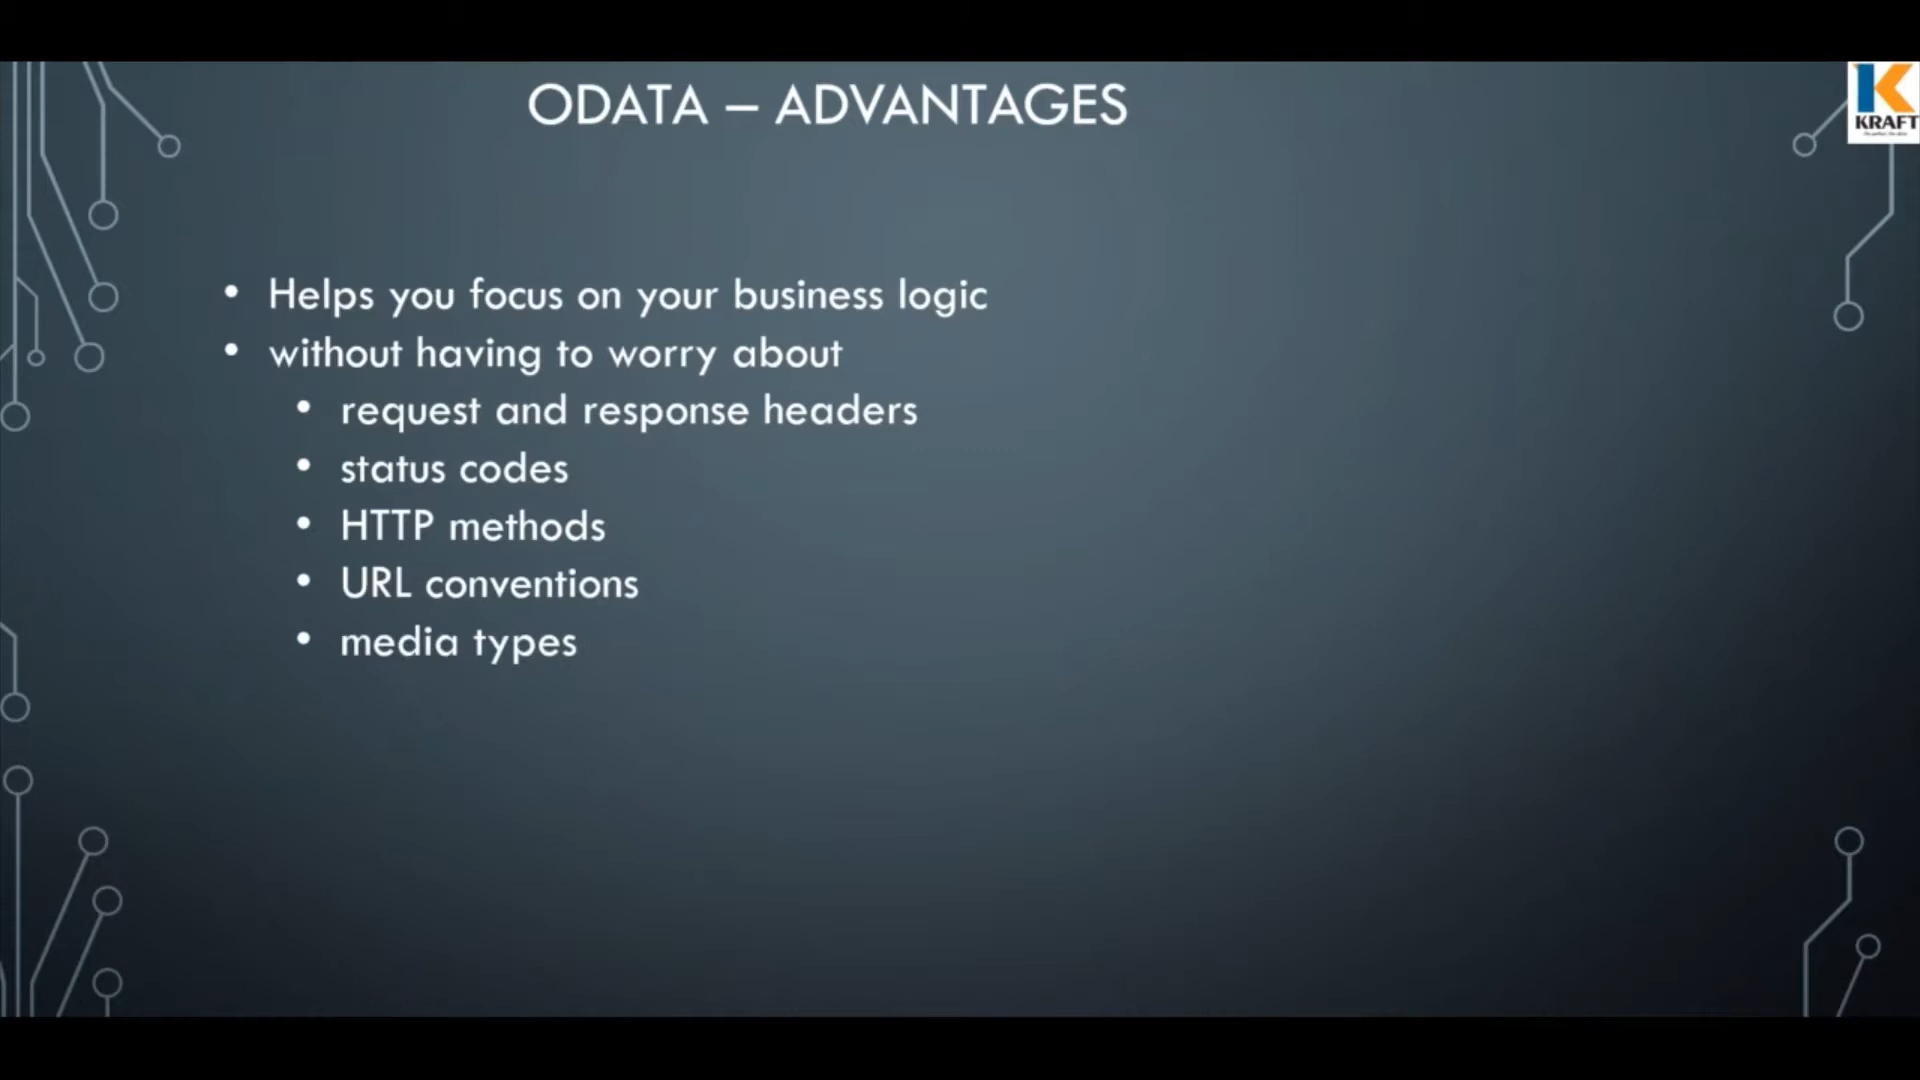 ODATA – ADVANTAGES
KRAFT
• Helps you focus on your business logic
• without having to worry about
• request and response headers
• status codes
• HTTP methods
• URL conventions
• media types